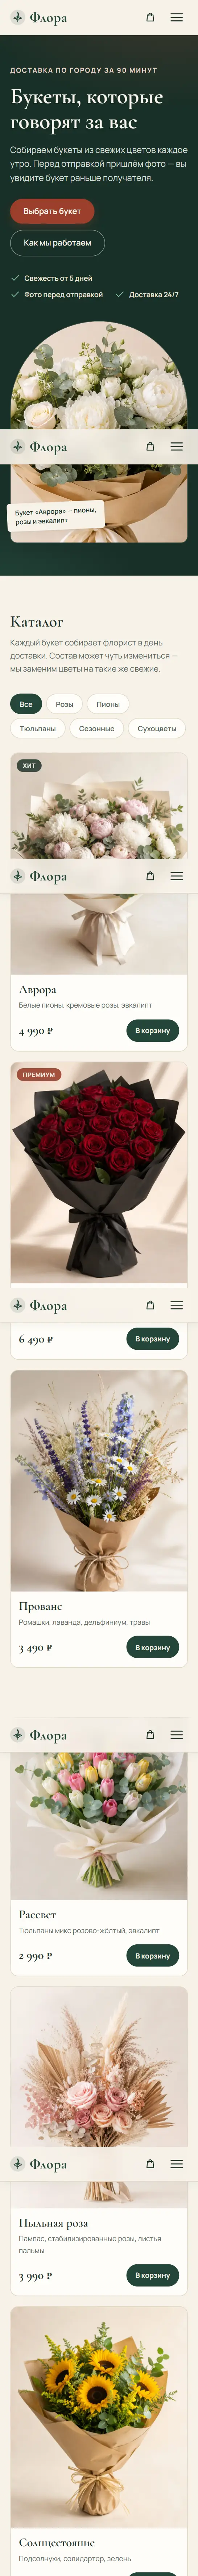 Флора
ДОСТАВКА ПО ГОРОДУ ЗА 90 МИНУТ
Букеты, которые
говорят за вас
Собираем букеты из свежих цветов каждое
утро. Перед отправкой пришлём фото — вы
увидите букет раньше получателя.
Выбрать букет
Как мы работаем
Свежесть от 5 дней
Фото перед отправкой Доставка 24/7
Флора
Букет «Аврора» — пионы,
розы и эвкалипт
Каталог
Каждый букет собирает флорист в день
доставки. Состав может чуть измениться —
мы заменим цветы на такие же свежие.
Все Розы Пионы
Тюльпаны Сезонные Сухоцветы
ХИТ
Флора
Аврора
Белые пионы, кремовые розы, эвкалипт
4 990 ₽ В корзину
ПРЕМИУМ
Флора
6 490 ₽ В корзину
Прованс
Ромашки, лаванда, дельфиниум, травы
3 490 ₽ В корзину
Флора
Рассвет
Тюльпаны микс розово-жёлтый, эвкалипт
2 990 ₽ В корзину
Флора
Пыльная роза
Пампас, стабилизированные розы, листья
пальмы
3 990 ₽ В корзину
Солнцестояние
Подсолнухи, солидартер, зелень